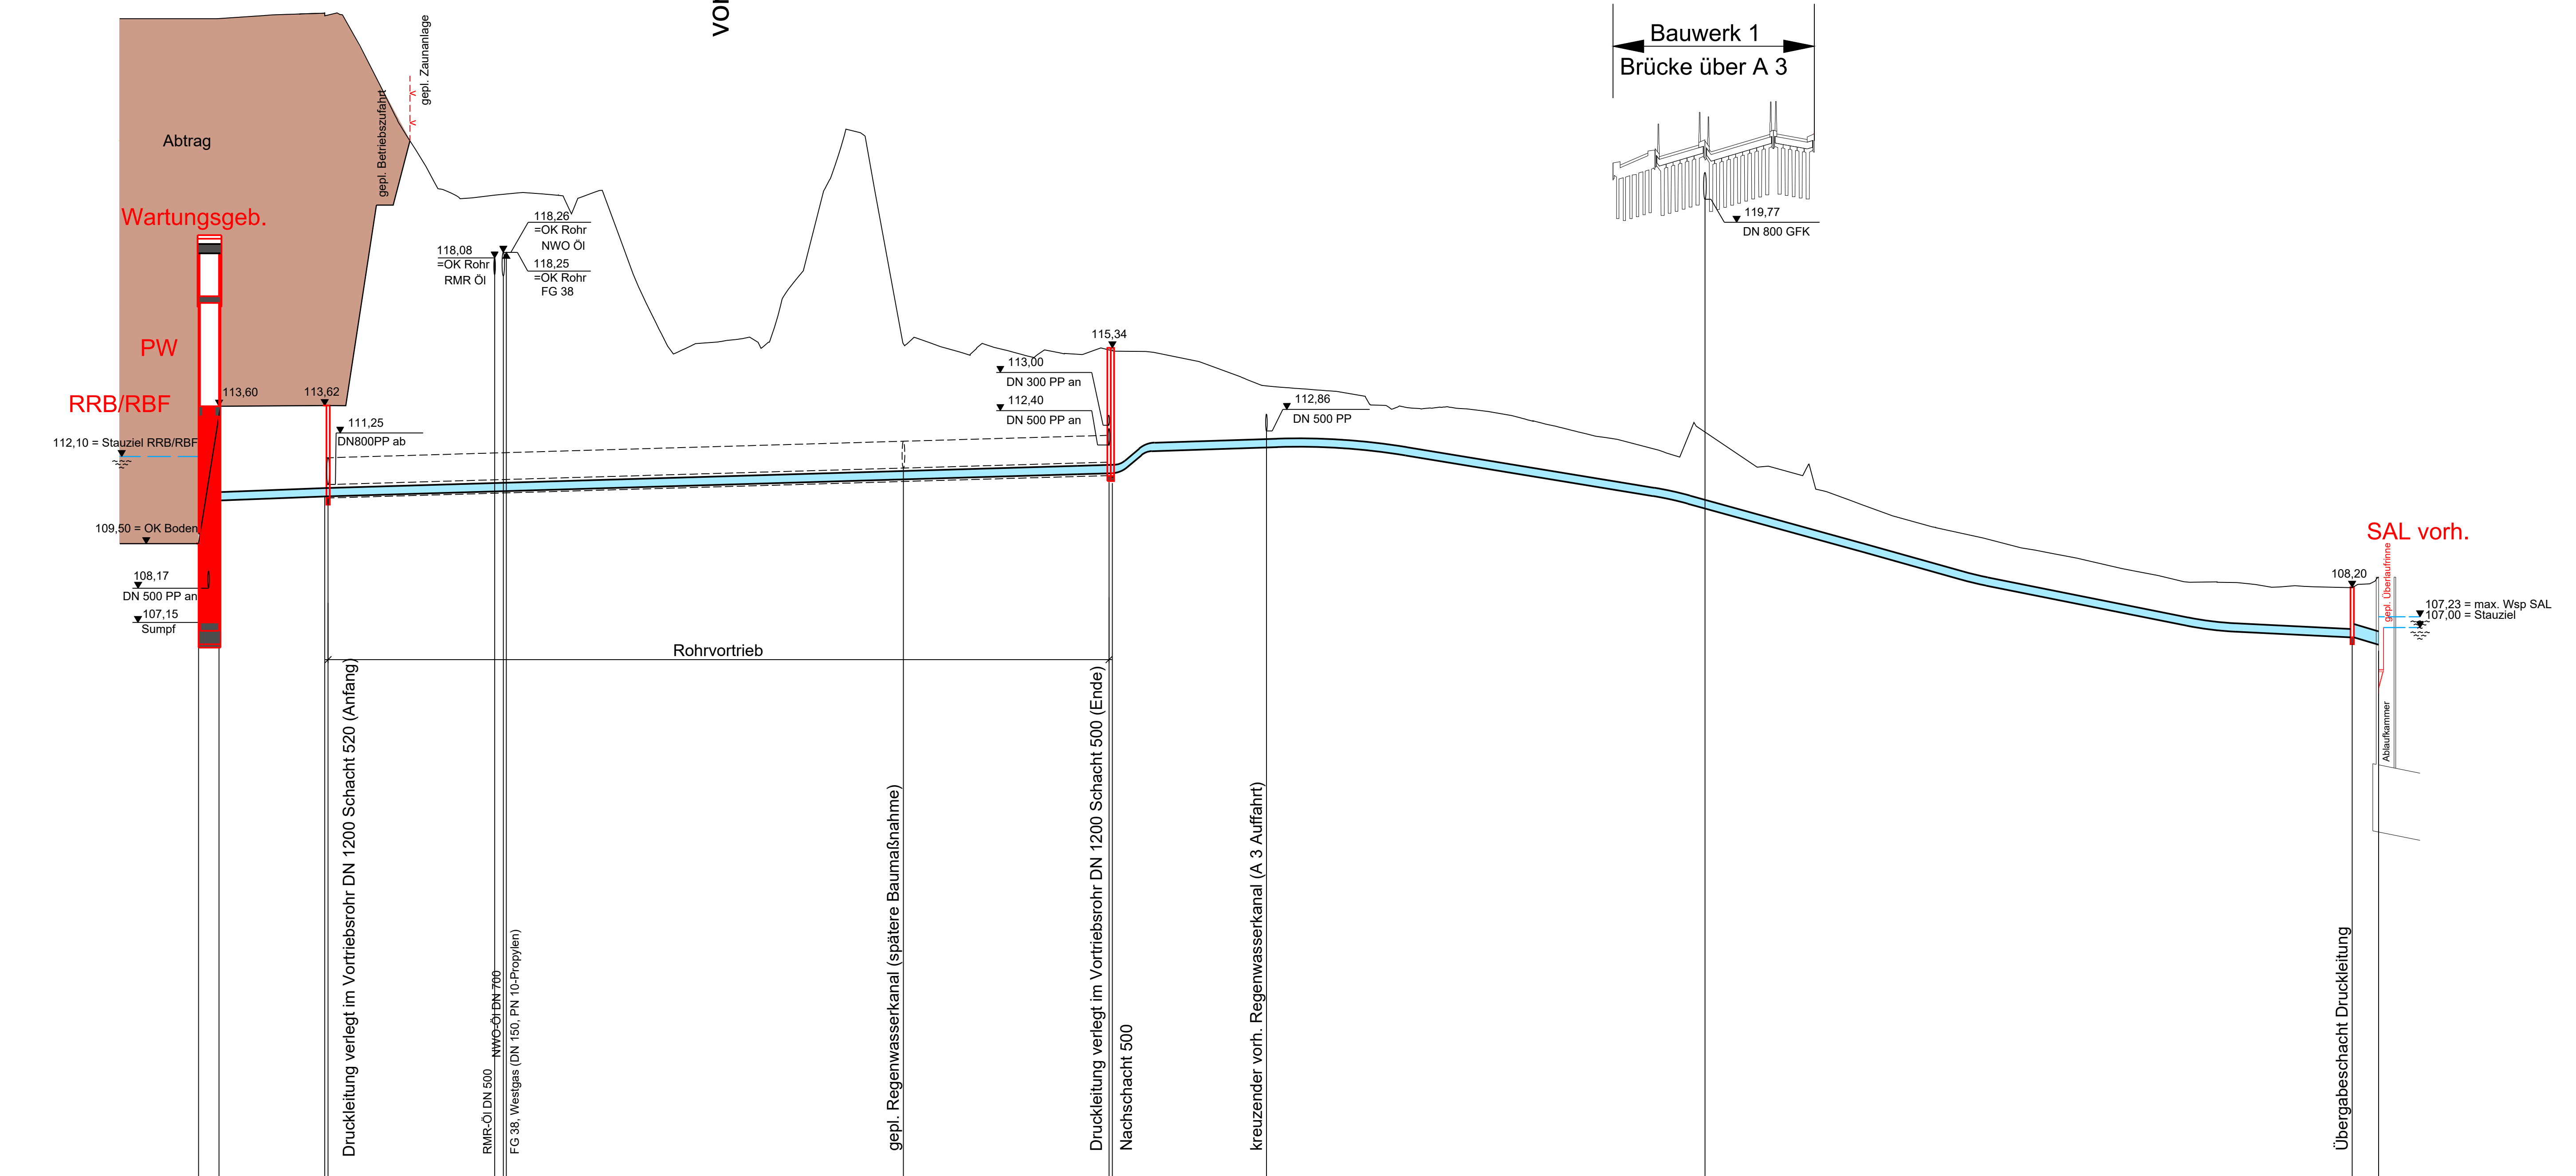 vor
Bauwerk 1
Brücke über A 3
gepl. Zaunanlage
gepl. Betriebszufahrt
Abtrag
Wartungsgeb.
118,26
=OK Rohr
NWO Öl
118,08
=OK Rohr
RMR Öl
118,25
=OK Rohr
FG 38
119,77
DN 800 GFK
PW
115,34
113,00
DN 300 PP an
112,40
DN 500 PP an
112,86
DN 500 PP
113,60
113,62
RRB/RBF
111,25
DN800PP ab
112,10 = Stauziel RRB/RBF
109,50 = OK Boden
108,17
DN 500 PP an
107,15
Sumpf
SAL vorh.
gepl. Überlaufrinne
108,20
107,23 = max. Wsp SAL
107,00 = Stauziel
Rohrvortrieb
Ablaufkammer
Druckleitung verlegt im Vortriebsrohr DN 1200 Schacht 520 (Anfang)
RMR-Öl DN 500
NWO-Öl DN 700
FG 38, Westgas (DN 150, PN 10-Propylen)
gepl. Regenwasserkanal (spätere Baumaßnahme)
Druckleitung verlegt im Vortriebsrohr DN 1200 Schacht 500 (Ende)
Nachschacht 500
kreuzender vorh. Regenwasserkanal (A 3 Auffahrt)
Übergabeschacht Druckleitung